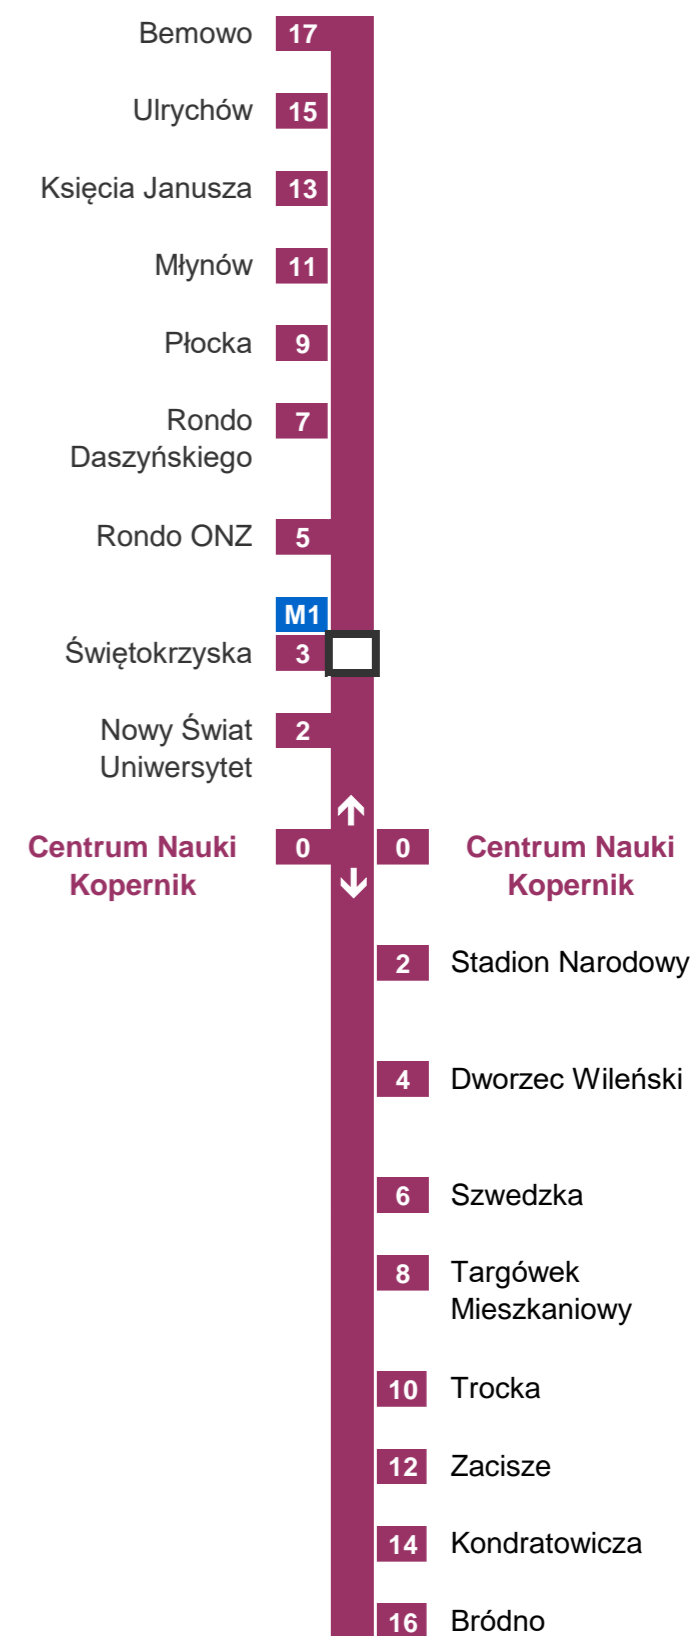 Bemowo 17
Ulrychów 15
Księcia Janusza 13
Młynów 11
Płocka 9
Rondo 7
Daszyńskiego
Rondo ONZ 5
M1
Świętokrzyska 3
Nowy Świat 2
Uniwersytet
Centrum Nauki 0 0 Centrum Nauki
Kopernik Kopernik
2 Stadion Narodowy
4 Dworzec Wileński
6 Szwedzka
8 Targówek
Mieszkaniowy
10 Trocka
12 Zacisze
14 Kondratowicza
16 Bródno